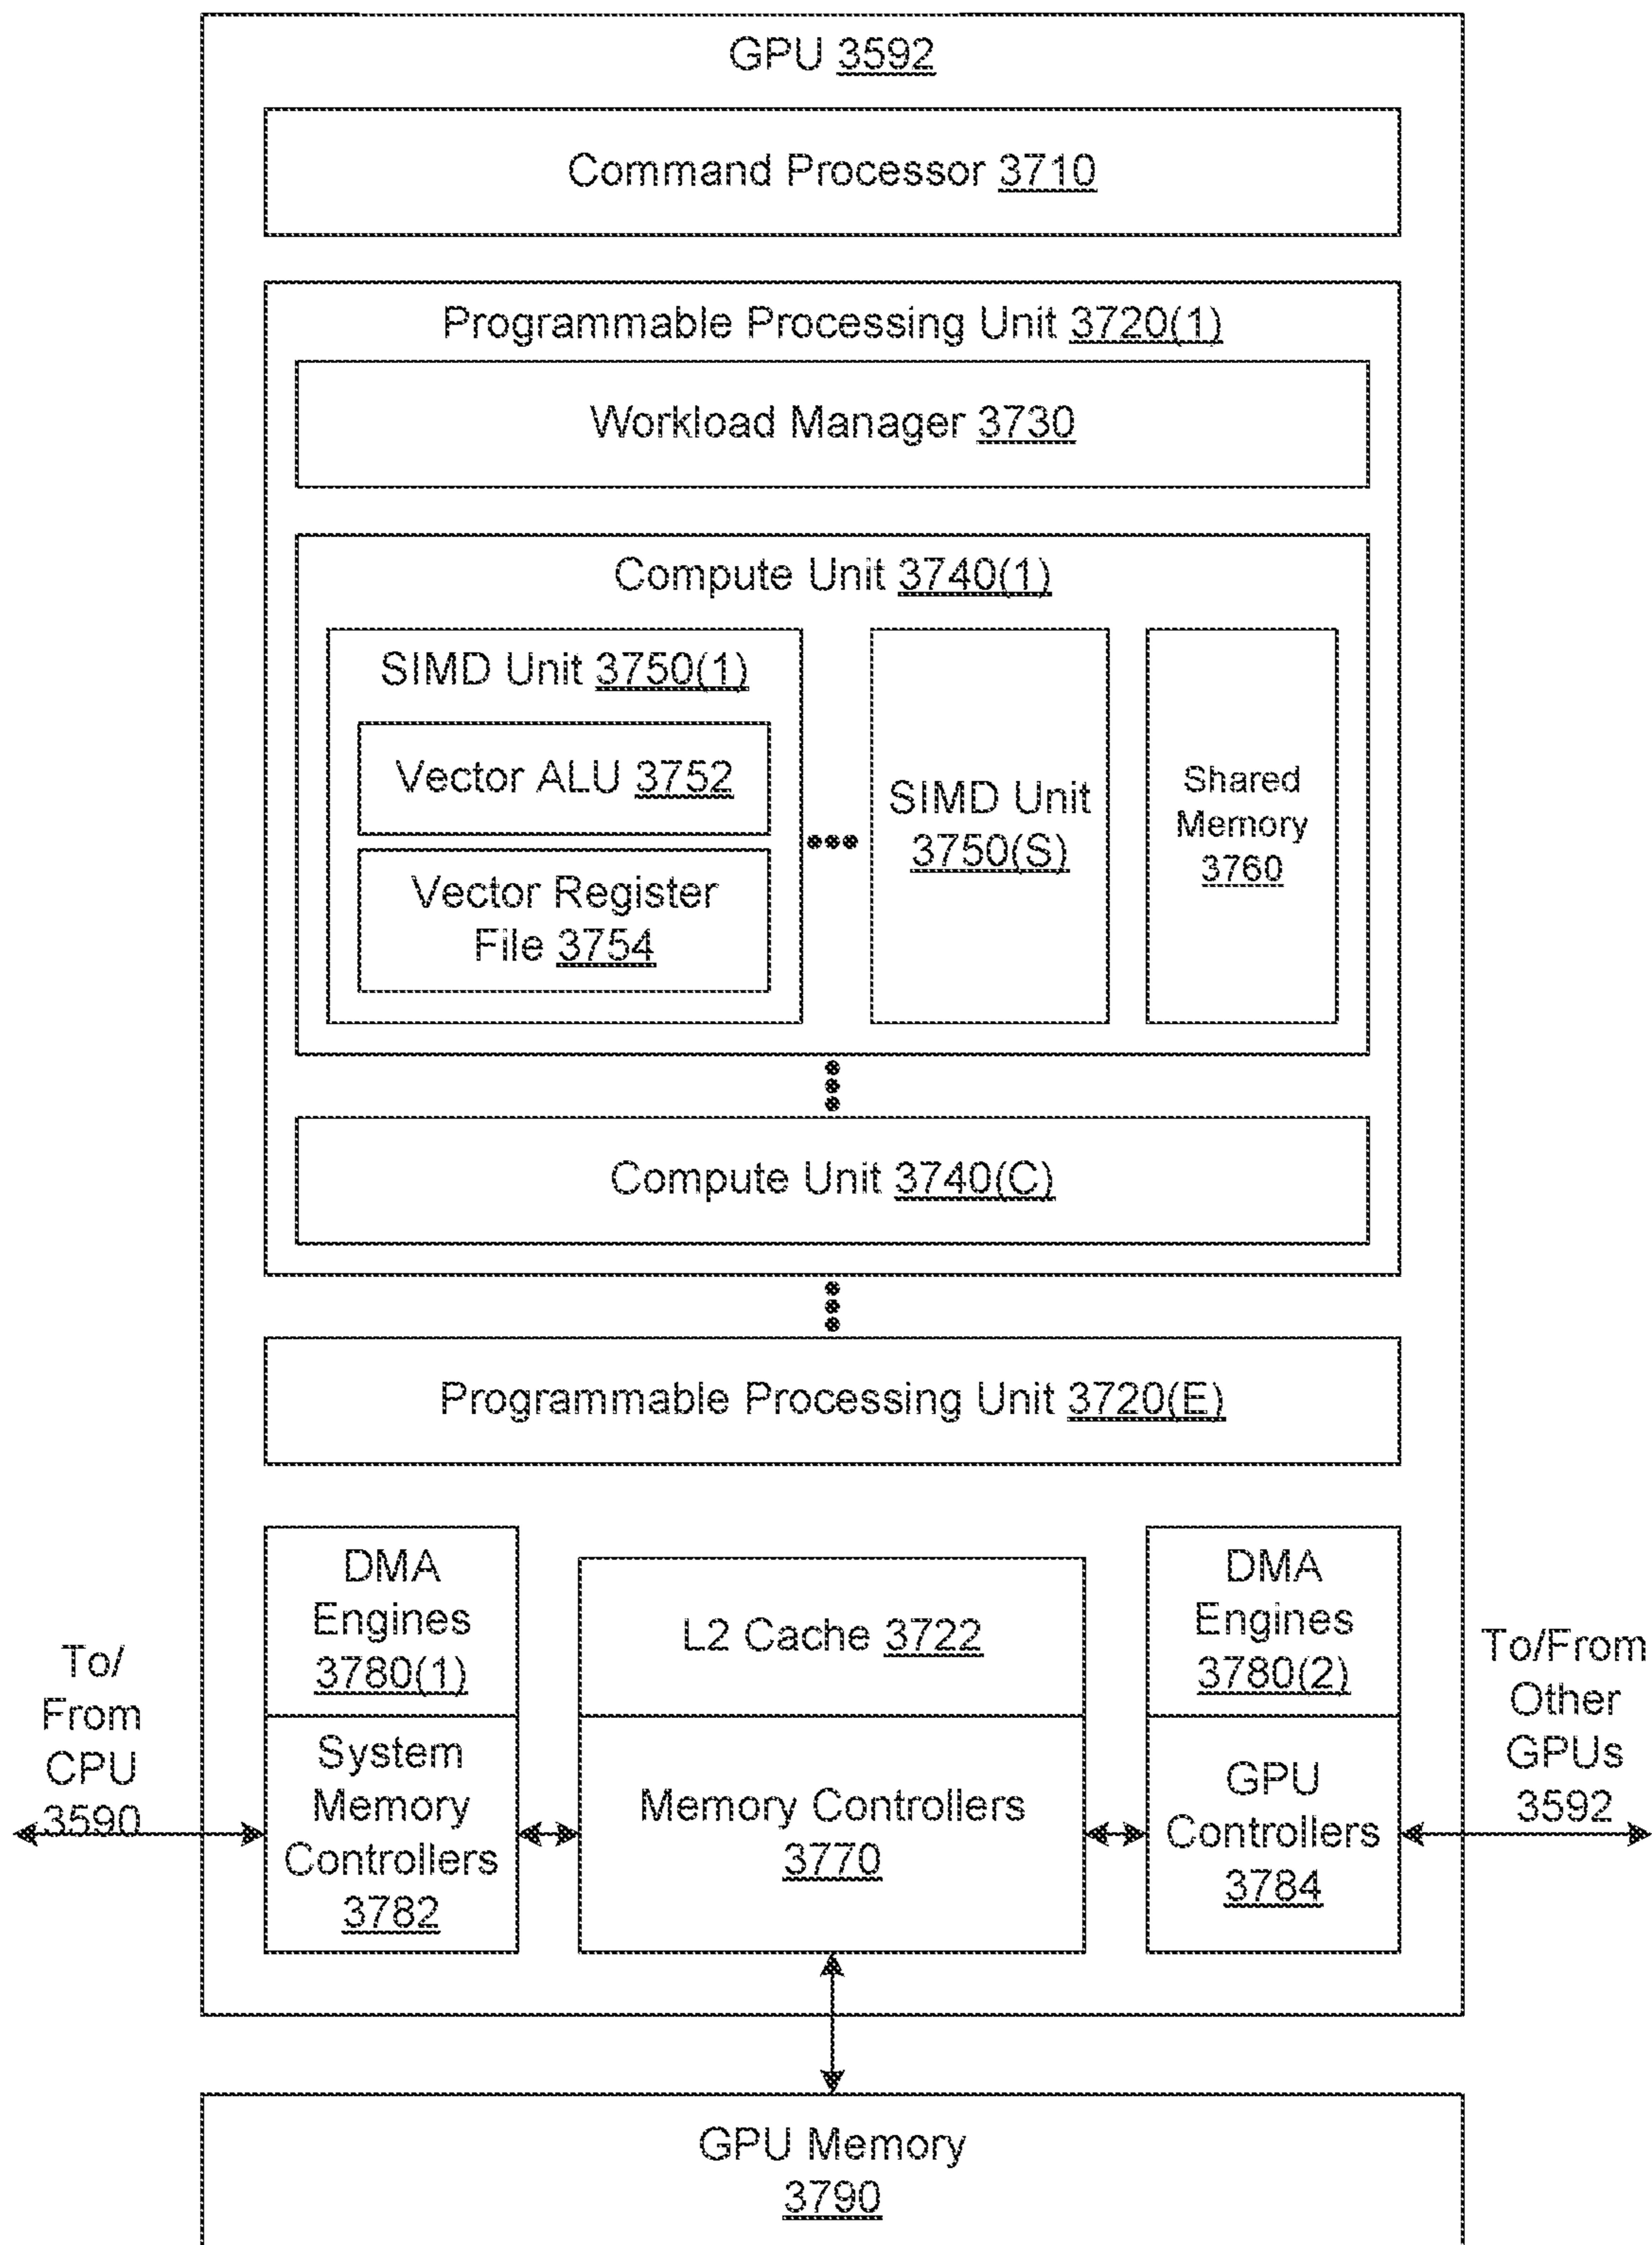 GPU 3592
Command Processor 3710
Programmable Processing Unit 3720(1)
Workload Manager 3730
Compute Unit 3740(1)
SIMD Unit 3750(1)
Vector ALU 3752
Vector Register
File 3754
SIMD Unit
3750(S)
Shared
Memory
3760
Compute Unit 3740(C)
Programmable Processing Unit 3720(E)
To/
From
CPU
3590
DMA
Engines
3780(1)
System
Memory
Controllers
3782
L2 Cache 3722
Memory Controllers
3770
DMA
Engines
3780(2)
GPU
Controllers
3784
To/From
Other
GPUs
3592
GPU Memory
3790